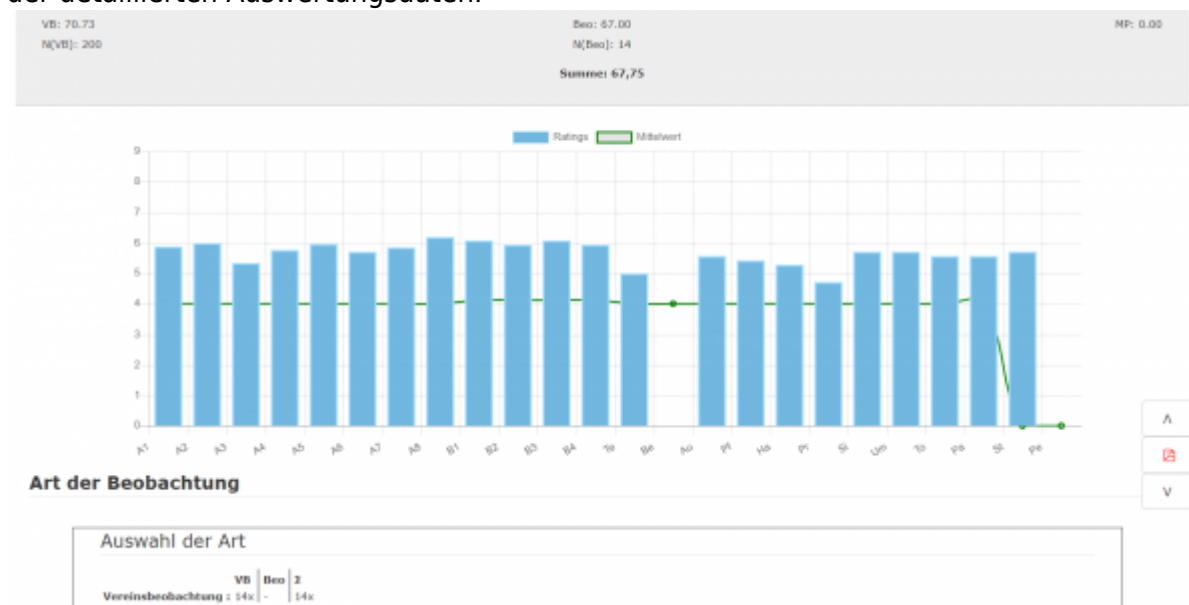 der detaillierten Auswertungsdaten.
VB: 70.73 Beo: 67.00 MP: 0.00
N(VB): 200 N(Beo): 14
Summe: 67,75
Ratings Mittelwert
9
8
7
6
5
4
3
2
1
0
A1 A2 A3 A4 A5 A6 A7 A8 B1 B2 B3 B4 Te Be Au Pf Ha Pr Si Um To Pa St Pe
Art der Beobachtung
Auswahl der Art
VB Beo Σ
Vereinsbeobachtung : 14x - 14x